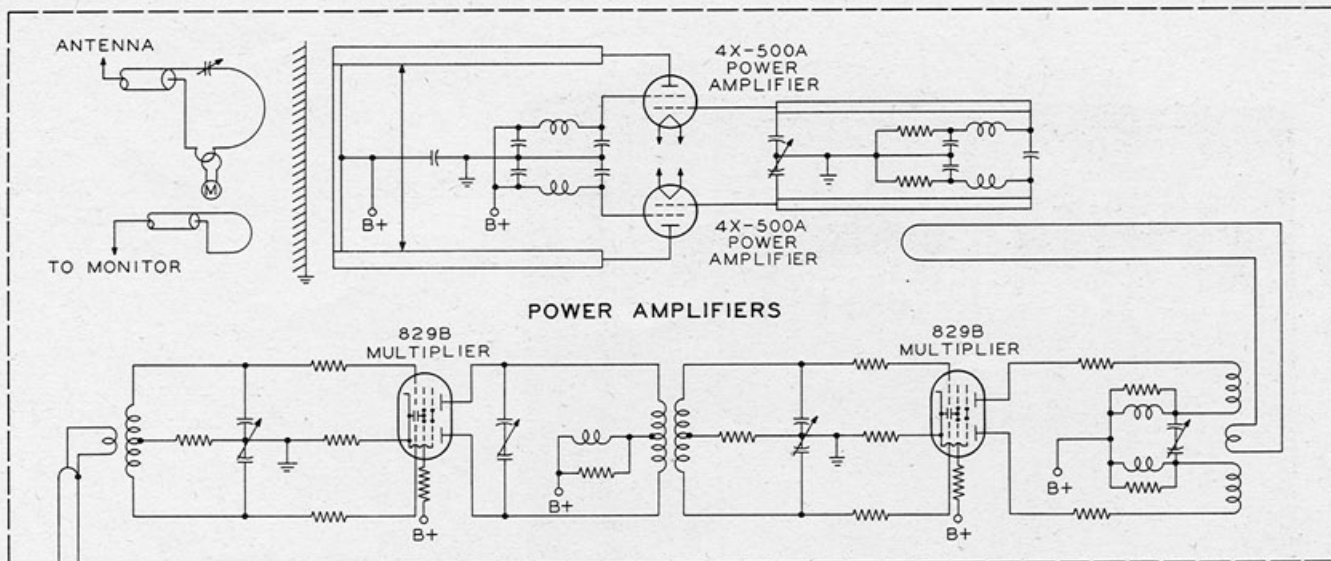 ANTENNA
TO MONITOR
M
B+
B+
4X-500A
POWER
AMPLIFIER
4X-500A
POWER
AMPLIFIER
POWER AMPLIFIERS
829B
MULTIPLIER
B+
B+
829B
MULTIPLIER
B+
B+